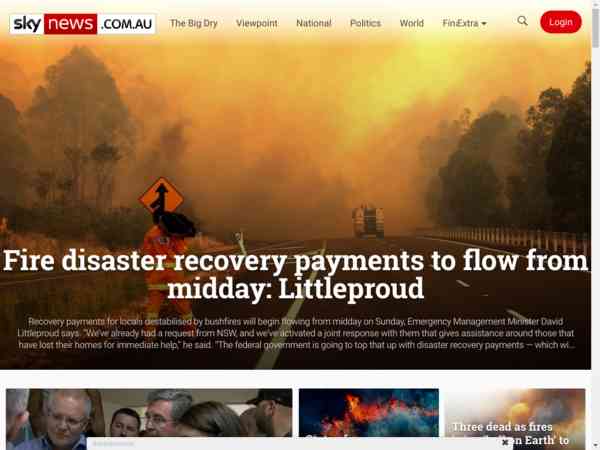 sky news .COM.AU
The Big Dry Viewpoint National Politics World Extra Login
Fire disaster recovery payments to flow from
midday: Littleproud
Recovery payments for locals destabilised by bushfires will begin flowing from midday on Sunday, Emergency Management Minister David
Littleproud says. "We've already had a request from NSW, and we've activated a joint response with them that gives assistance around those that
have lost their homes for immediate help," he said. "The federal government is going to top that up with disaster recovery payments — which wi...
Three dead as fires
Earth' to